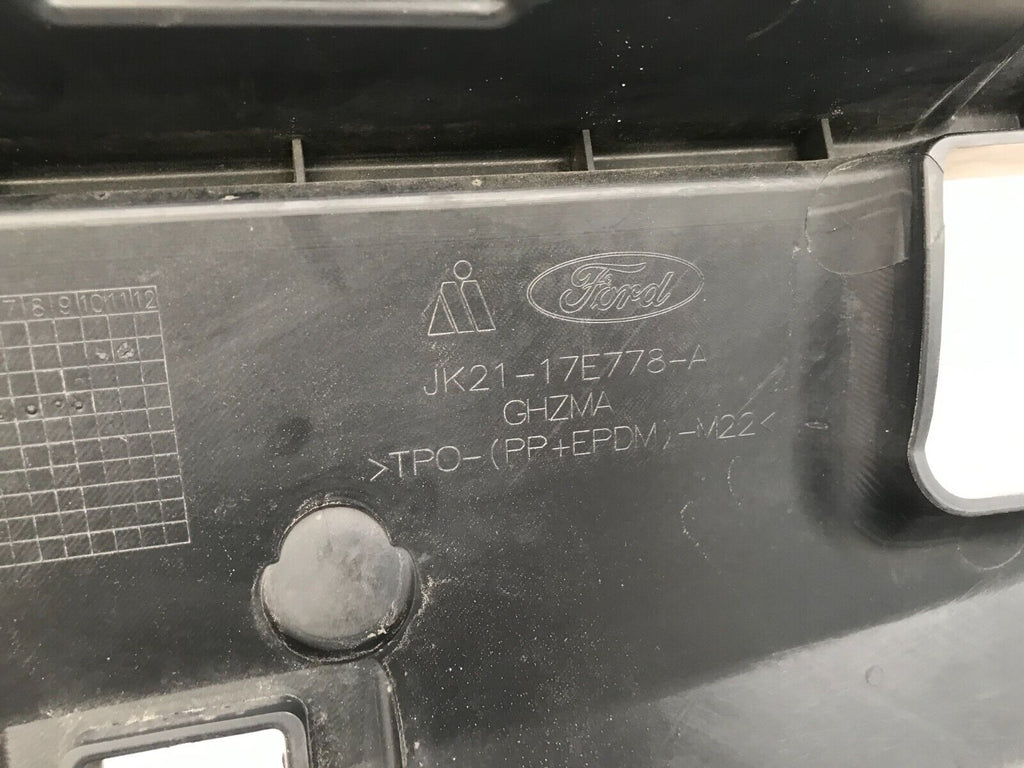 7 8 9 10 11 12
Ford
JK21-17E778-A
GHZMA
>TPO-(PP+EPDM)-M22<